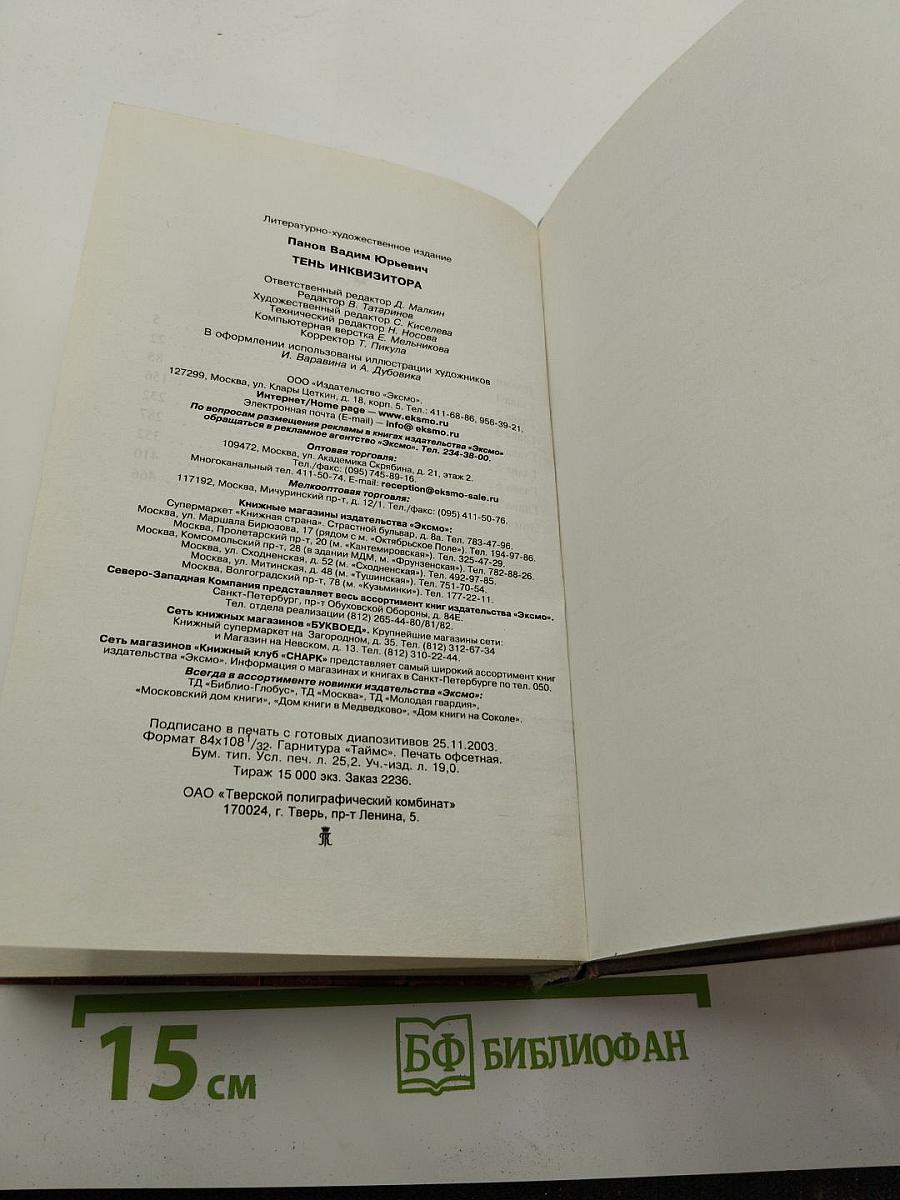 Литературно-художественное издание
Панов Вадим Юрьевич
ТЕНЬ ИНКВИЗИТОРА
Ответственный редактор Д. Малкин
Редактор В. Татаринов
Художественный редактор С. Киселева
Технический редактор Н. Носова
Компьютерная верстка Е. Мельникова
Корректор Т. Пикула
В оформлении использованы иллюстрации художников
И. Варавина и А. Дубовика
ООО «Издательство «Эксмо».
127299, Москва, ул. Клары Цеткин, д. 18, корп. 5. Тел.: 411-68-86, 956-39-21.
Интернет/Home page — www.eksmo.ru
Электронная почта (E-mail) — info@ eksmo.ru
По вопросам размещения рекламы в книгах издательства «Эксмо»
обращаться в рекламное агентство «Эксмо». Тел. 234-38-00.
Оптовая торговля:
109472, Москва, ул. Академика Скрябина, д. 21, этаж 2.
Тел./факс: (095) 745-89-16.
Многоканальный тел. 411-50-74. E-mail: reception@eksmo-sale.ru
Мелкооптовая торговля:
117192, Москва, Мичуринский пр-т, д. 12/1. Тел./факс: (095) 411-50-76.
Книжные магазины издательства «Эксмо»:
Супермаркет «Книжная страна». Страстной бульвар, д. 8а. Тел. 783-47-96.
Москва, ул. Маршала Бирюзова, 17 (рядом с м. «Октябрьское Поле»). Тел. 194-97-86.
Москва, Пролетарский пр-т, 20 (м. «Кантемировская»). Тел. 325-47-29.
Москва, Комсомольский пр-т, 28 (в здании МДМ, м. «Фрунзенская»). Тел. 782-88-26.
Москва, ул. Сходненская, д. 52 (м. «Сходненская»). Тел. 492-97-85.
Москва, ул. Митинская, д. 48 (м. «Тушинская»). Тел. 751-70-54.
Москва, Волгоградский пр-т, 78 (м. «Кузьминки»). Тел. 177-22-11.
Северо-Западная Компания представляет весь ассортимент книг издательства «Эксмо».
Санкт-Петербург, пр-т Обуховской Обороны, д. 84Е.
Тел. отдела реализации (812) 265-44-80/81/82.
Сеть книжных магазинов «БУКВОЕД». Крупнейшие магазины сети:
Книжный супермаркет на Загородном, д. 35. Тел. (812) 312-67-34
и Магазин на Невском, д. 13. Тел. (812) 310-22-44.
Сеть магазинов «Книжный клуб «СНАРК» представляет самый широкий ассортимент книг
издательства «Эксмо». Информация о магазинах и книгах в Санкт-Петербурге по тел. 050.
Всегда в ассортименте новинки издательства «Эксмо»:
ТД «Библио-Глобус», ТД «Москва», ТД «Молодая гвардия»,
«Московский дом книги», «Дом книги в Медведково», «Дом книги на Соколе».
Подписано в печать с готовых диапозитивов 25.11.2003.
Формат 84х108 1/32. Гарнитура «Таймс». Печать офсетная.
Бум. тип. Усл. печ. л. 25,2. Уч.-изд. л. 19,0.
Тираж 15 000 экз. Заказ 2236.
ОАО «Тверской полиграфический комбинат»
170024, г. Тверь, пр-т Ленина, 5.
15 см
БФ БИБЛИОФАН